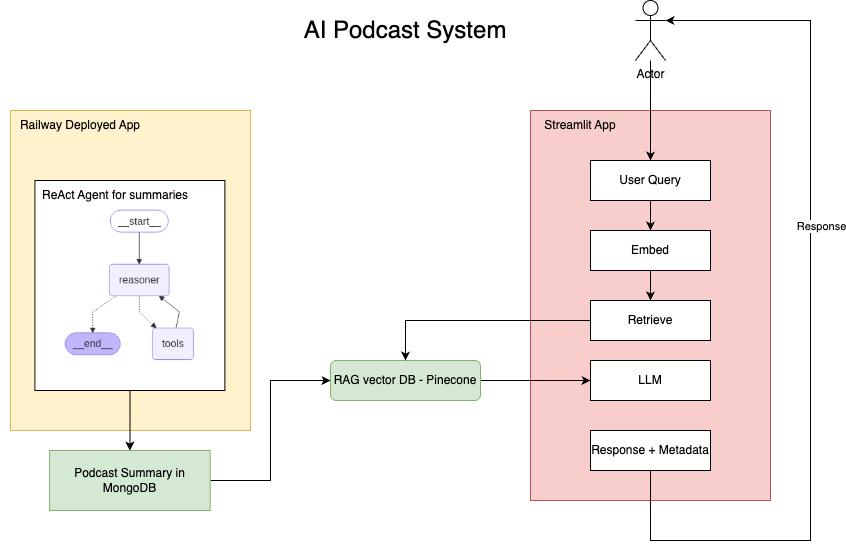 AI Podcast System
Actor
Railway Deployed App
ReAct Agent for summaries
__start__
reasoner
__end__
tools
Podcast Summary in
MongoDB
RAG vector DB - Pinecone
Streamlit App
User Query
Embed
Retrieve
LLM
Response + Metadata
Response